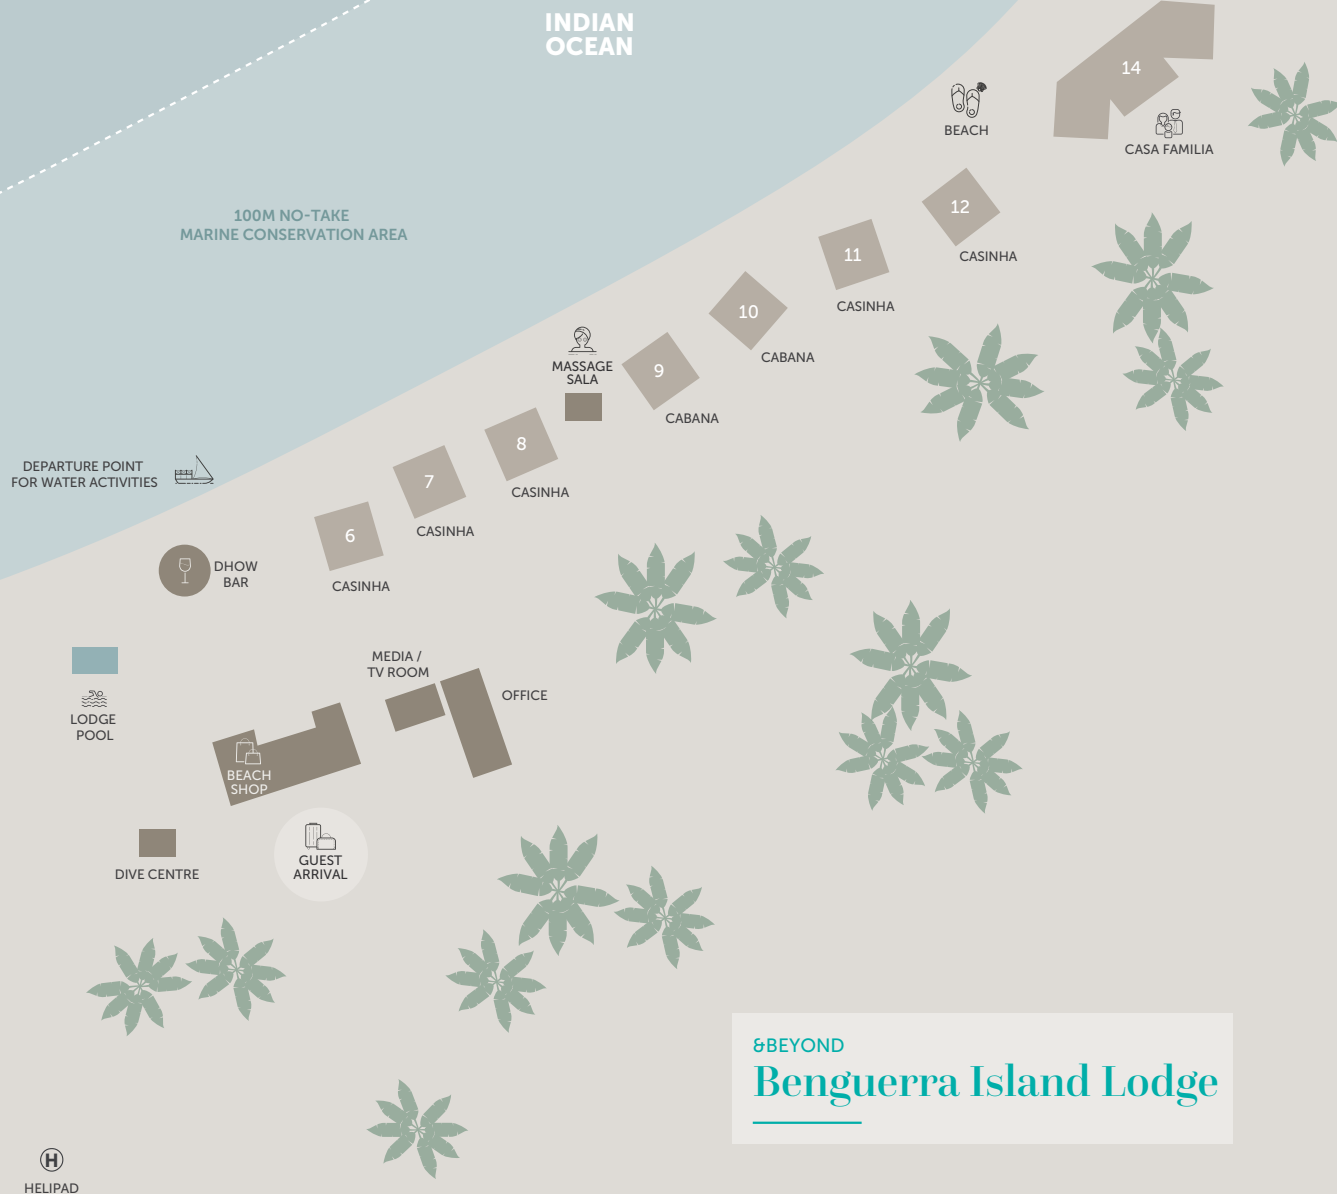 INDIAN
OCEAN
14
BEACH
CASA FAMILIA
12
100M NO-TAKE
MARINE CONSERVATION AREA
11
CASINHA
CASINHA
10
CABANA
MASSAGE
SALA
9
CABANA
8
CASINHA
DEPARTURE POINT
FOR WATER ACTIVITIES
7
CASINHA
6
CASINHA
DHOW
BAR
MEDIA /
TV ROOM
OFFICE
LODGE
POOL
BEACH
SHOP
GUEST
ARRIVAL
DIVE CENTRE
&BEYOND
Benguerra Island Lodge
H
HELIPAD